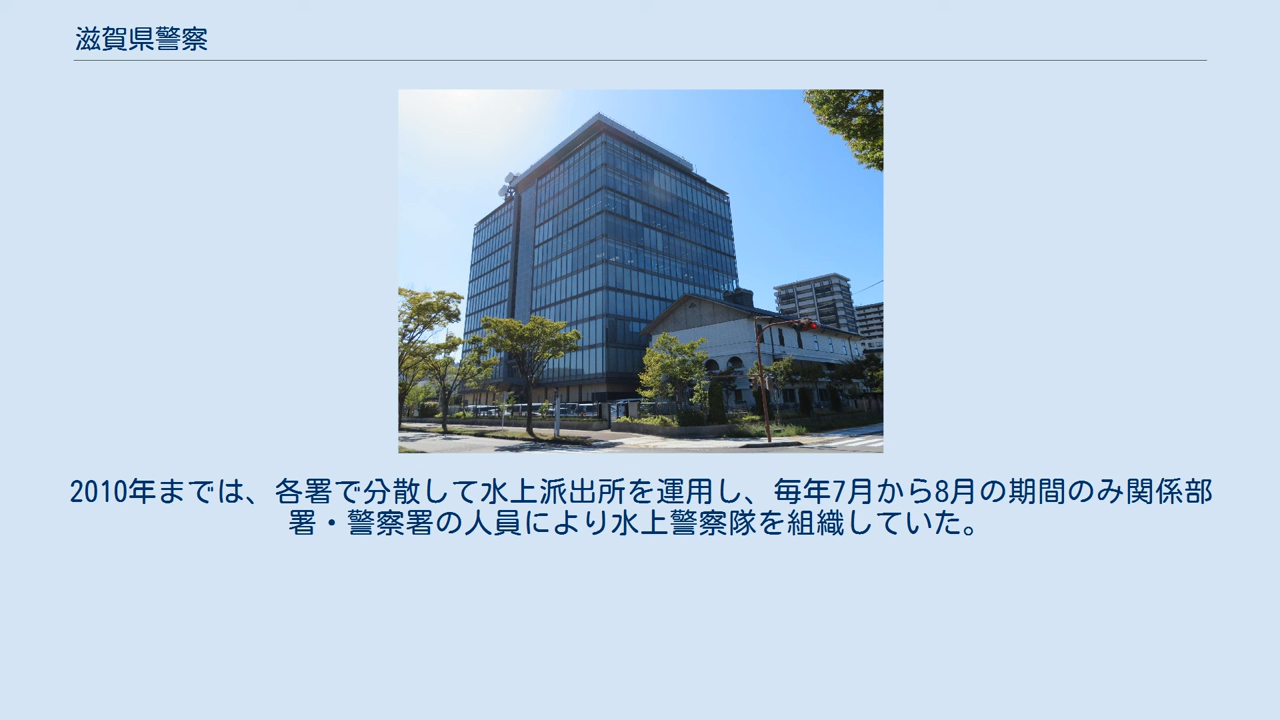 滋賀県警察
2010年までは、各署で分散して水上派出所を運用し、毎年7月から8月の期間のみ関係部
署・警察署の人員により水上警察隊を組織していた。